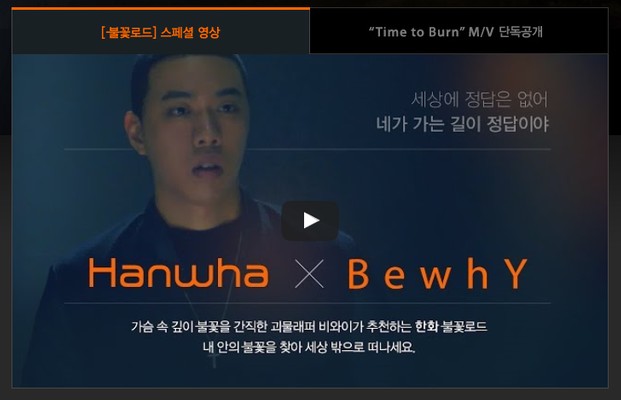 [불꽃로드] 스페셜 영상
“Time to Burn” M/V 단독공개
세상에 정답은 없어
네가 가는 길이 정답이야
Hanwha × BewhY
가슴 속 깊이 불꽃을 간직한 괴물래퍼 비와이가 추천하는 한화 불꽃로드
내 안의 불꽃을 찾아 세상 밖으로 떠나세요.